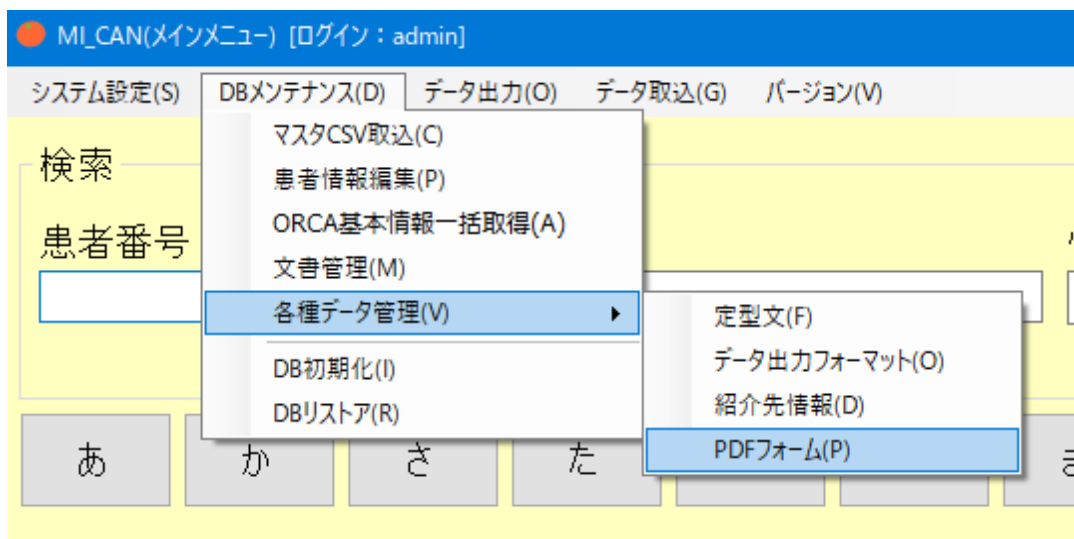 MI_CAN(メインメニュー) [ログイン：admin]
システム設定(S) DBメンテナンス(D) データ出力(O) データ取込(G) バージョン(V)
マスタCSV取込(C)
検索
患者情報編集(P)
ORCA基本情報一括取得(A)
患者番号
文書管理(M)
各種データ管理(V)
定型文(F)
データ出力フォーマット(O)
DB初期化(I)
紹介先情報(D)
DBリストア(R)
PDFフォーム(P)
あ か さ た